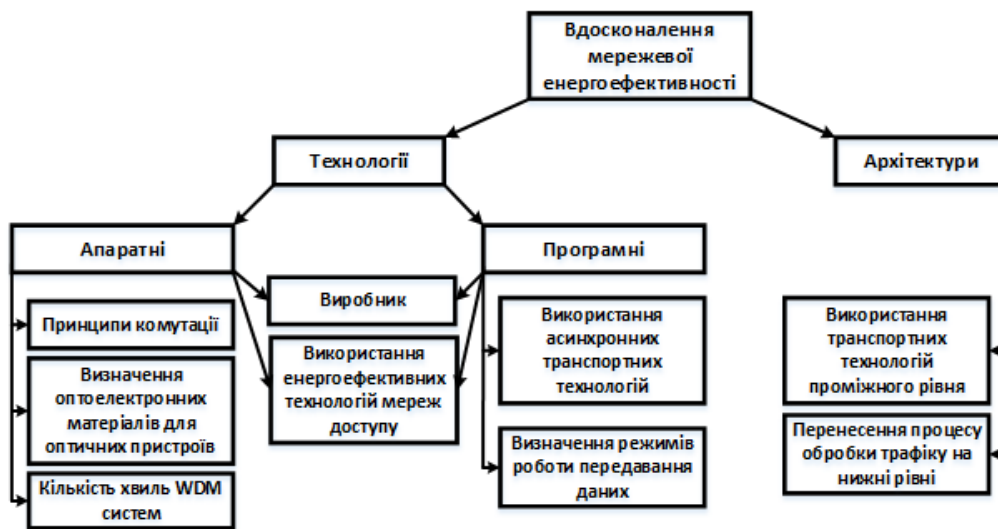 Вдосконалення
мережевої
енергоефективності
Технології
Архітектури
Апаратні
Програмні
Виробник
Принципи комутації
Використання
енергоефективних
технологій мереж
доступу
Визначення
оптоелектронних
матеріалів для
оптичних пристроїв
Кількість хвиль WDM
систем
Використання
асинхронних
транспортних
технологій
Визначення режимів
роботи передавання
даних
Використання
транспортних
технологій
проміжного рівня
Перенесення процесу
обробки трафіку на
нижні рівні